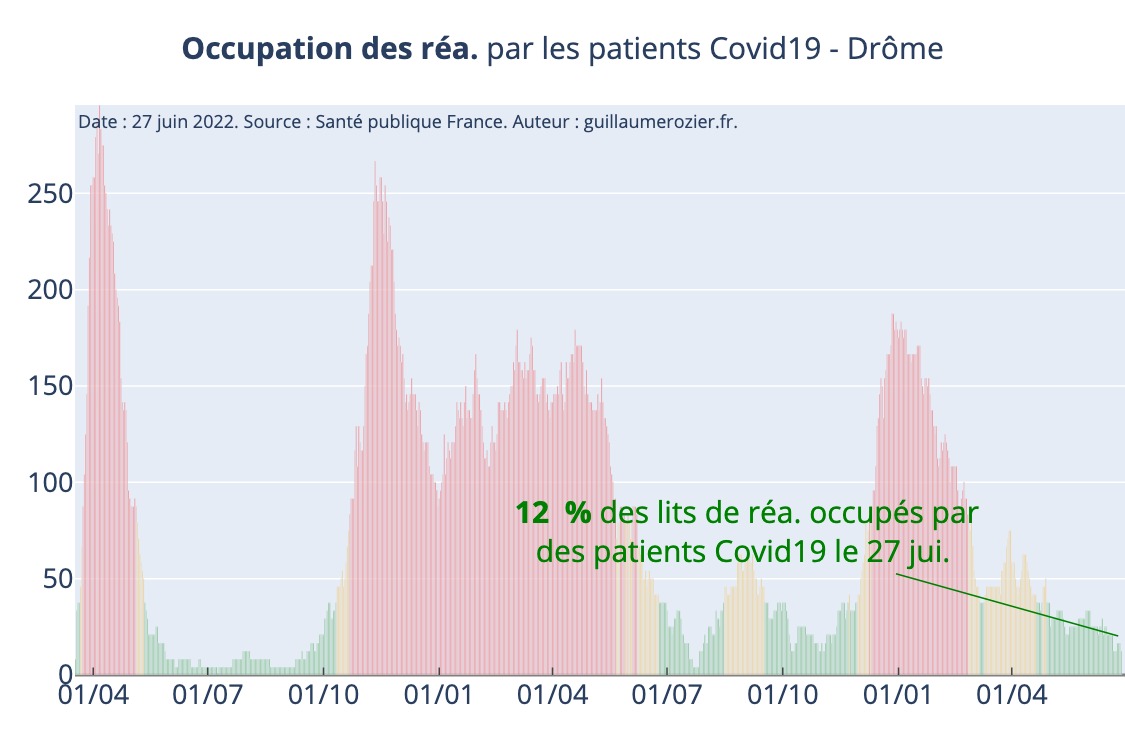 Occupation des réa. par les patients Covid19 - Drôme
Date : 27 juin 2022. Source : Santé publique France. Auteur : guillaumerozier.fr.
250
200
150
100
12 % des lits de réa. occupés par
des patients Covid19 le 27 jui.
50
0
01/04 01/07 01/10 01/01 01/04 01/07 01/10 01/01 01/04